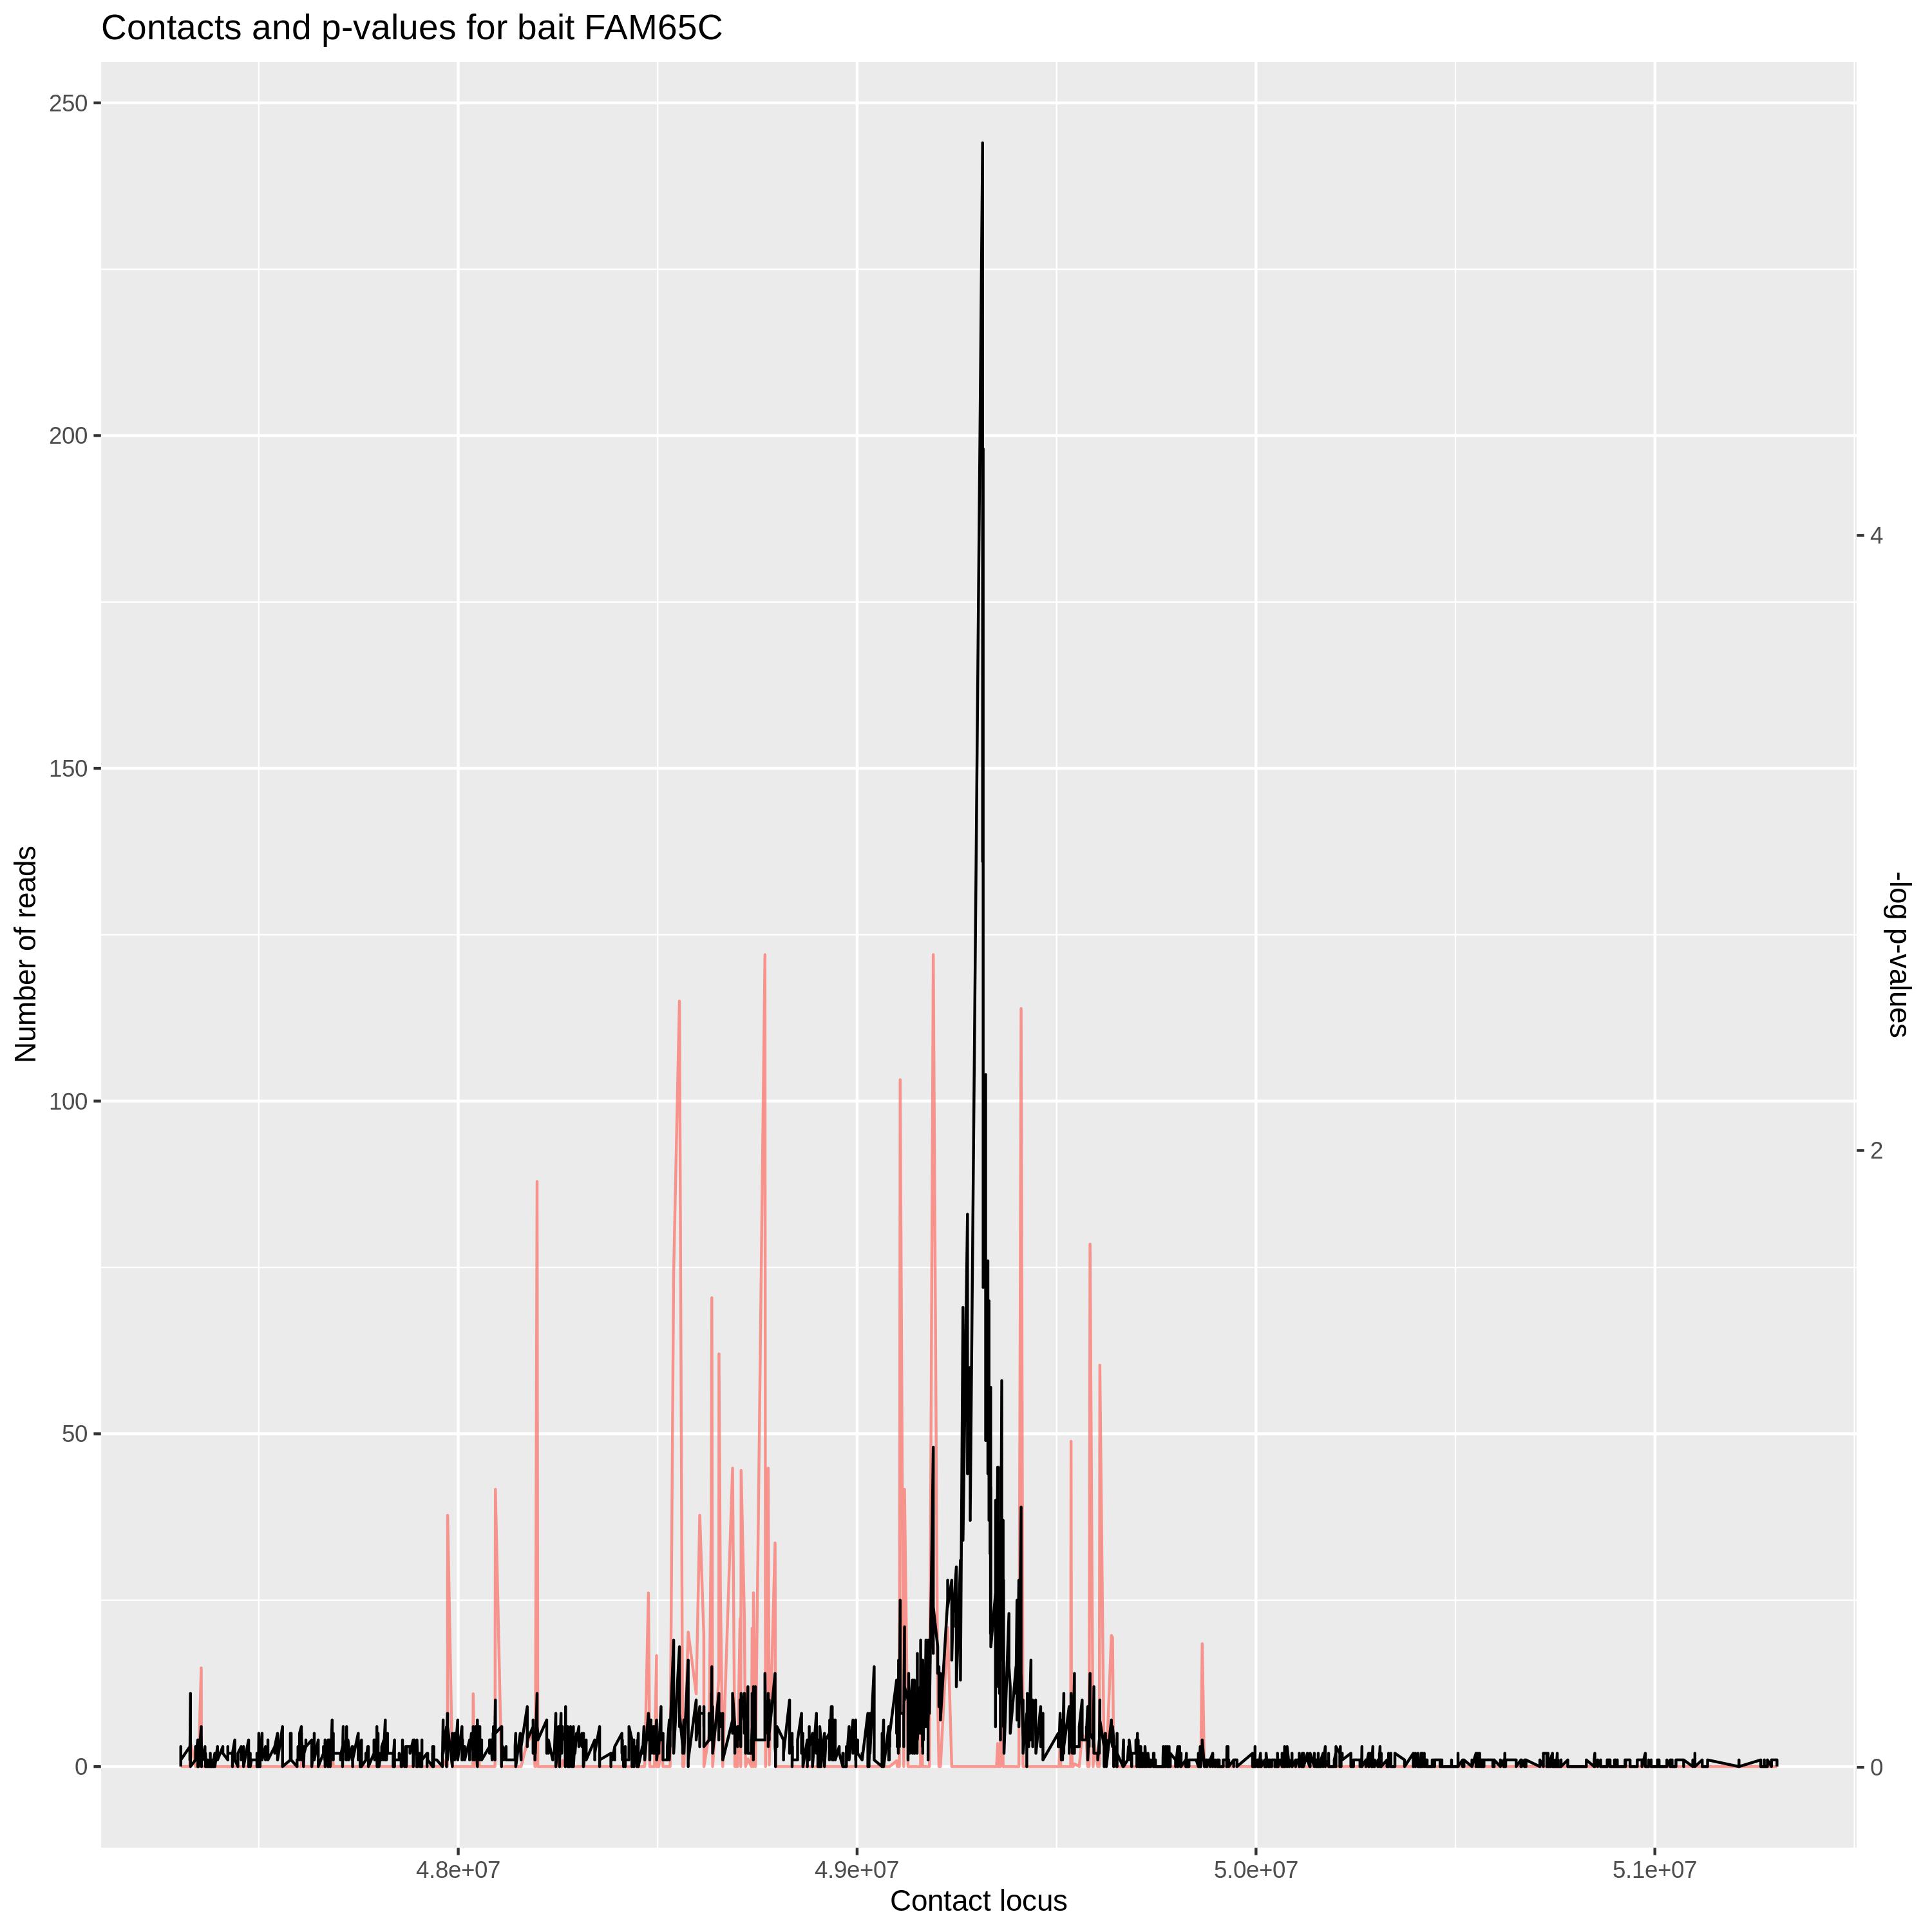 Contacts and p-values for bait FAM65C
250
200
150
100
50
0
Number of reads
4
2
0
-log p-values
4.8e+07
4.9e+07
5.0e+07
5.1e+07
Contact locus